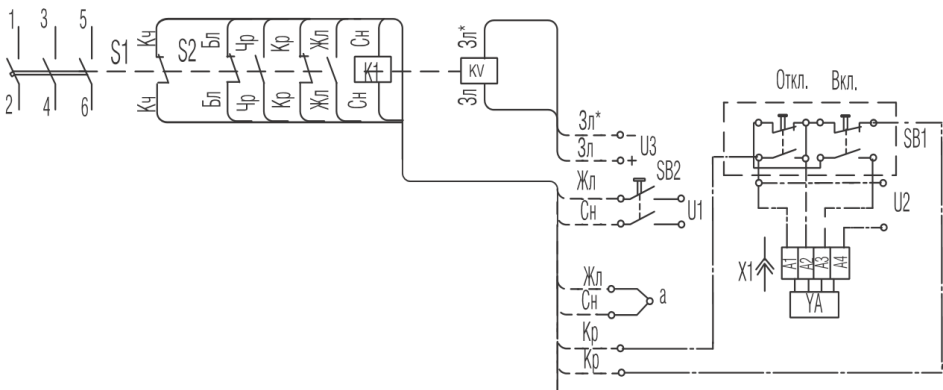 1 3 5
2 4 6
S1
Кч
Кч
S2
Бл
Бл
Чр
Чр
Кр
Кр
Жл
Жл
Сн
Сн
К1
Зл*
Зл
KV
Зл*
Зл
- U3
+
Жл
Сн
SB2
U1
Жл
Сн
а
Кр
Кр
Откл. Вкл.
SB1
U2
X1
A1 A2 A3 A4
YA